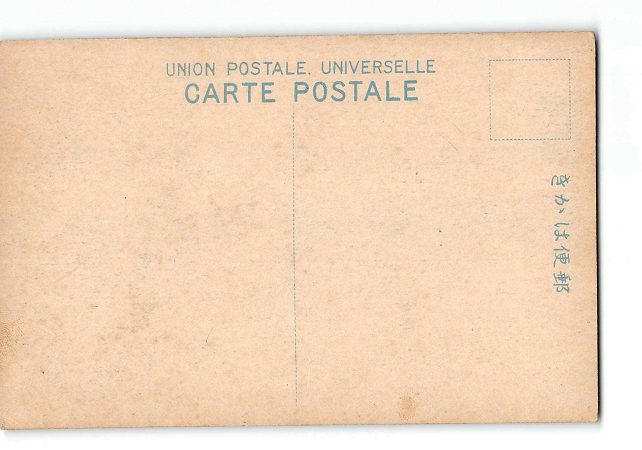 UNION POSTALE. UNIVERSELLE
CARTE POSTALE
きかは便郵